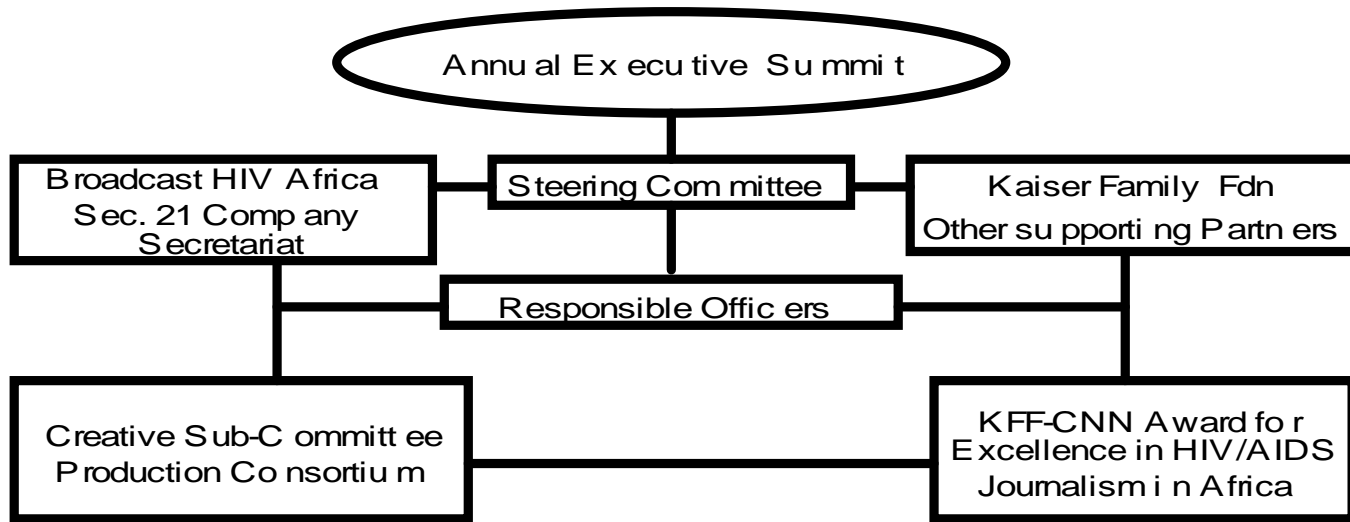 Annual Executive Summit
Broadcast HIV Africa
Sec. 21 Company
Secretariat
Steering Committee
Kaiser Family Fdn
Other supporting Partners
Responsible Officers
Creative Sub-Committee
Production Consortium
KFF-CNN Award for
Excellence in HIV/AIDS
Journalism in Africa